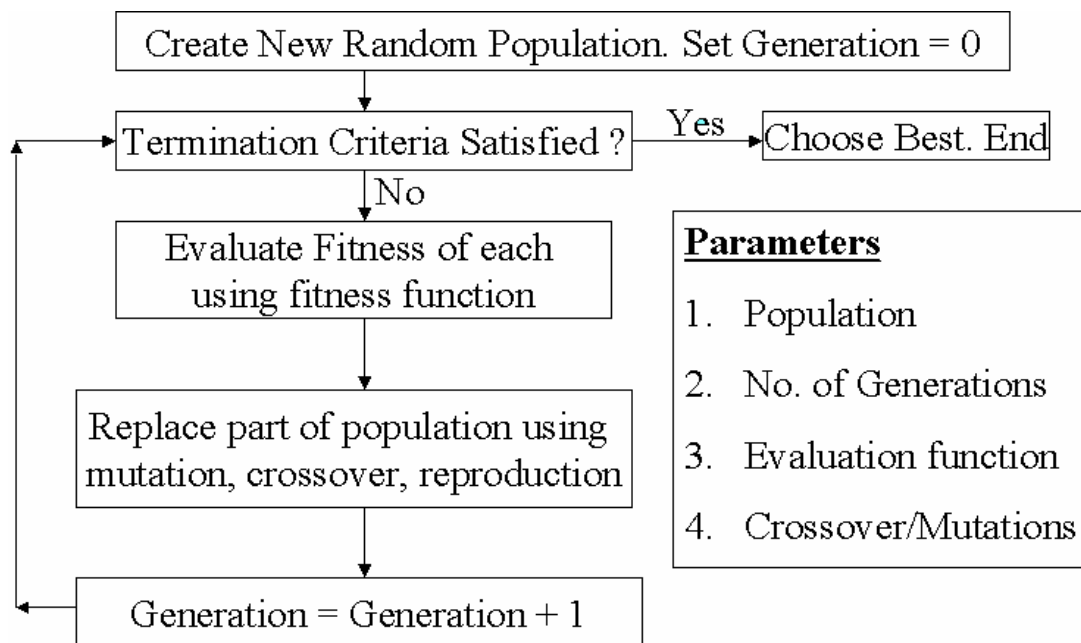 Create New Random Population. Set Generation = 0
Termination Criteria Satisfied ?
Yes
Choose Best. End
No
Evaluate Fitness of each
using fitness function
Replace part of population using
mutation, crossover, reproduction
Generation = Generation + 1
Parameters
1. Population
2. No. of Generations
3. Evaluation function
4. Crossover/Mutations